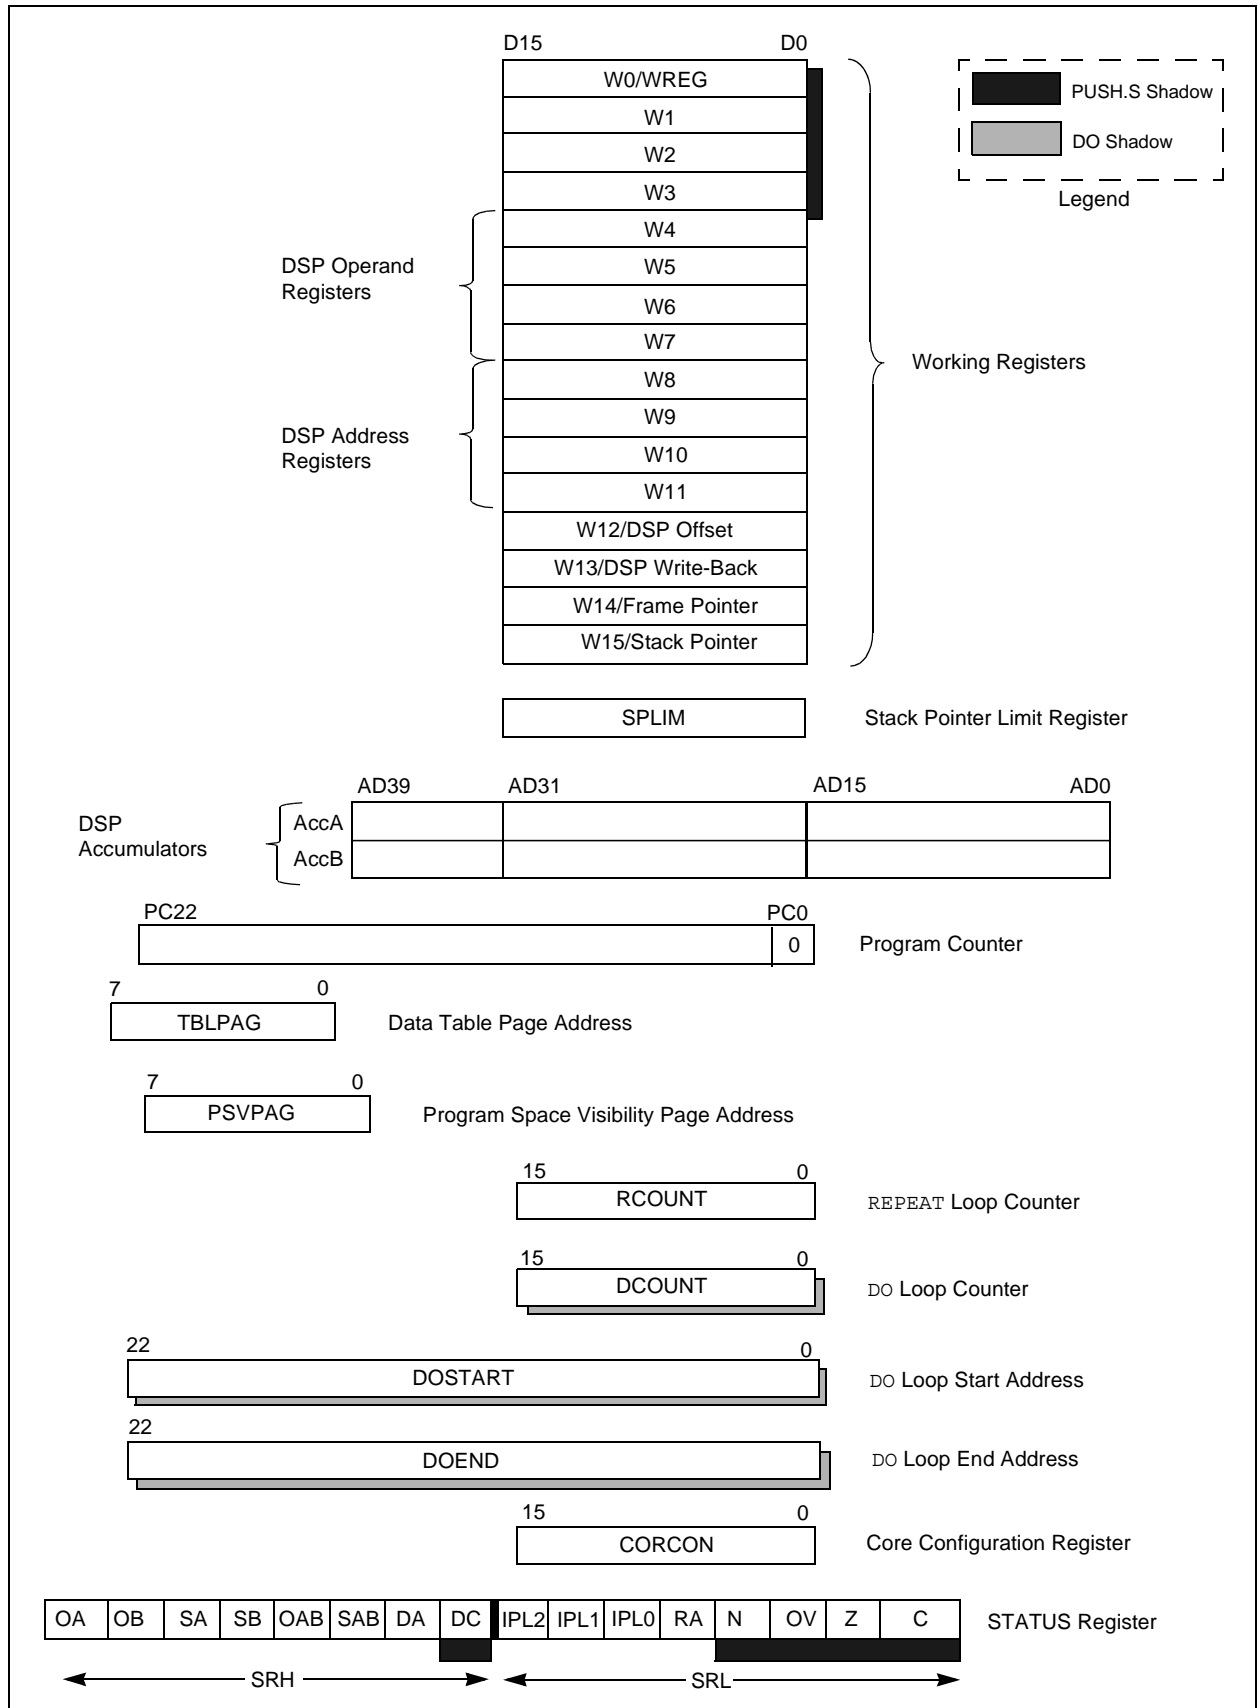 D15 D0
W0/WREG
PUSH.S Shadow
W1
W2
DO Shadow
W3
Legend
W4
DSP Operand
Registers
W5
W6
W7
Working Registers
W8
W9
DSP Address
Registers
W10
W11
W12/DSP Offset
W13/DSP Write-Back
W14/Frame Pointer
W15/Stack Pointer
SPLIM Stack Pointer Limit Register
AD39 AD31 AD15 AD0
DSP
Accumulators
AccA
AccB
PC22 PC0
0 Program Counter
7 0
TBLPAG Data Table Page Address
7 0
PSVPAG Program Space Visibility Page Address
15 0
RCOUNT REPEAT Loop Counter
15 0
DCOUNT DO Loop Counter
22 0
DOSTART DO Loop Start Address
22
DOEND DO Loop End Address
15 0
CORCON Core Configuration Register
OA OB SA SB OAB SAB DA DC IPL2 IPL1 IPL0 RA N OV Z C STATUS Register
SRH SRL